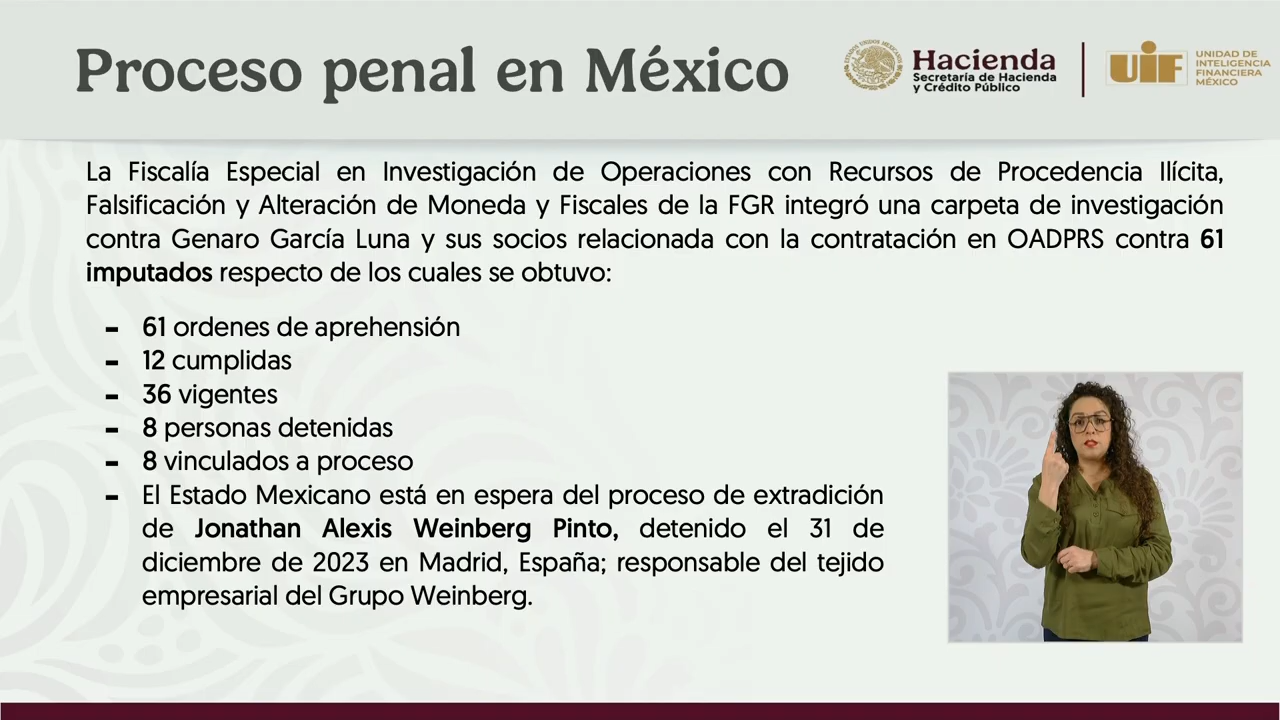 Proceso penal en México
Hacienda
Secretaría de Hacienda
y Crédito Público
UIF
UNIDAD DE
INTELIGENCIA
FINANCIERA
MÉXICO
La Fiscalía Especial en Investigación de Operaciones con Recursos de Procedencia Ilícita,
Falsificación y Alteración de Moneda y Fiscales de la FGR integró una carpeta de investigación
contra Genaro García Luna y sus socios relacionada con la contratación en OADPRS contra 61
imputados respecto de los cuales se obtuvo:
- 61 ordenes de aprehensión
- 12 cumplidas
- 36 vigentes
- 8 personas detenidas
- 8 vinculados a proceso
- El Estado Mexicano está en espera del proceso de extradición
de Jonathan Alexis Weinberg Pinto, detenido el 31 de
diciembre de 2023 en Madrid, España; responsable del tejido
empresarial del Grupo Weinberg.